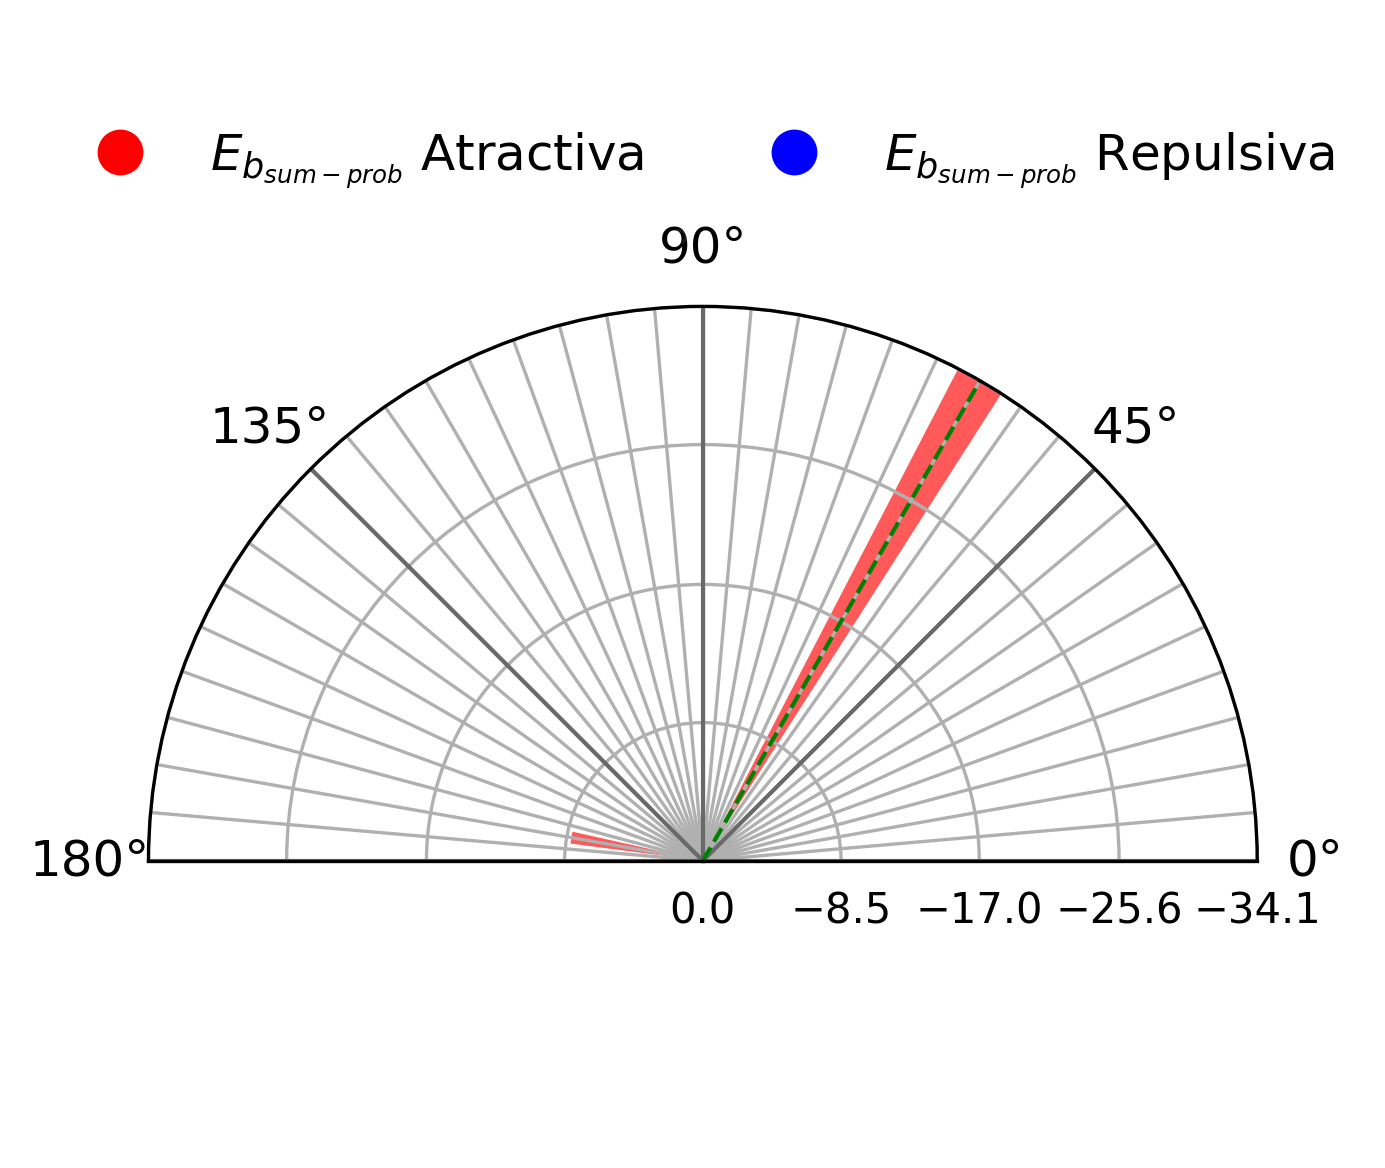 E_{b_{sum-prob}} Atractiva E_{b_{sum-prob}} Repulsiva
90°
135° 45°
180° 0°
0.0 −8.5 −17.0 −25.6 −34.1